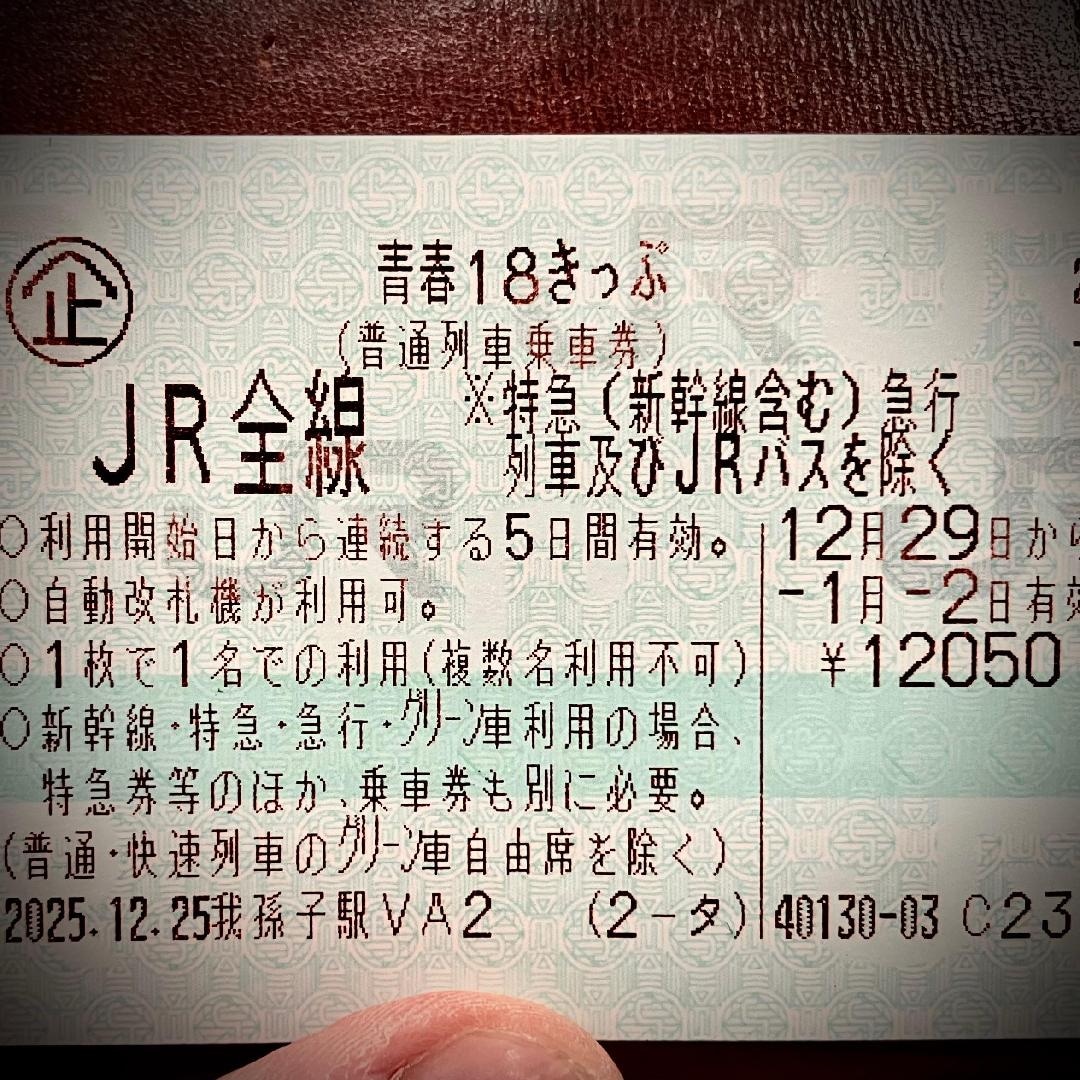 企
青春18きっぷ
(普通列車乗車券)
JR全線
※特急(新幹線含む)急行
列車及びJRバスを除く
○利用開始日から連続する5日間有効。
○自動改札機が利用可。
○1枚で1名での利用(複数名利用不可)
○新幹線・特急・急行・グリーン車利用の場合、
特急券等のほか、乗車券も別に必要。
(普通・快速列車のグリーン車自由席を除く)
12月29日から
-1月-2日有効
¥12050
2025.12.25我孫子駅VA2 (2-タ) 40130-03 C23